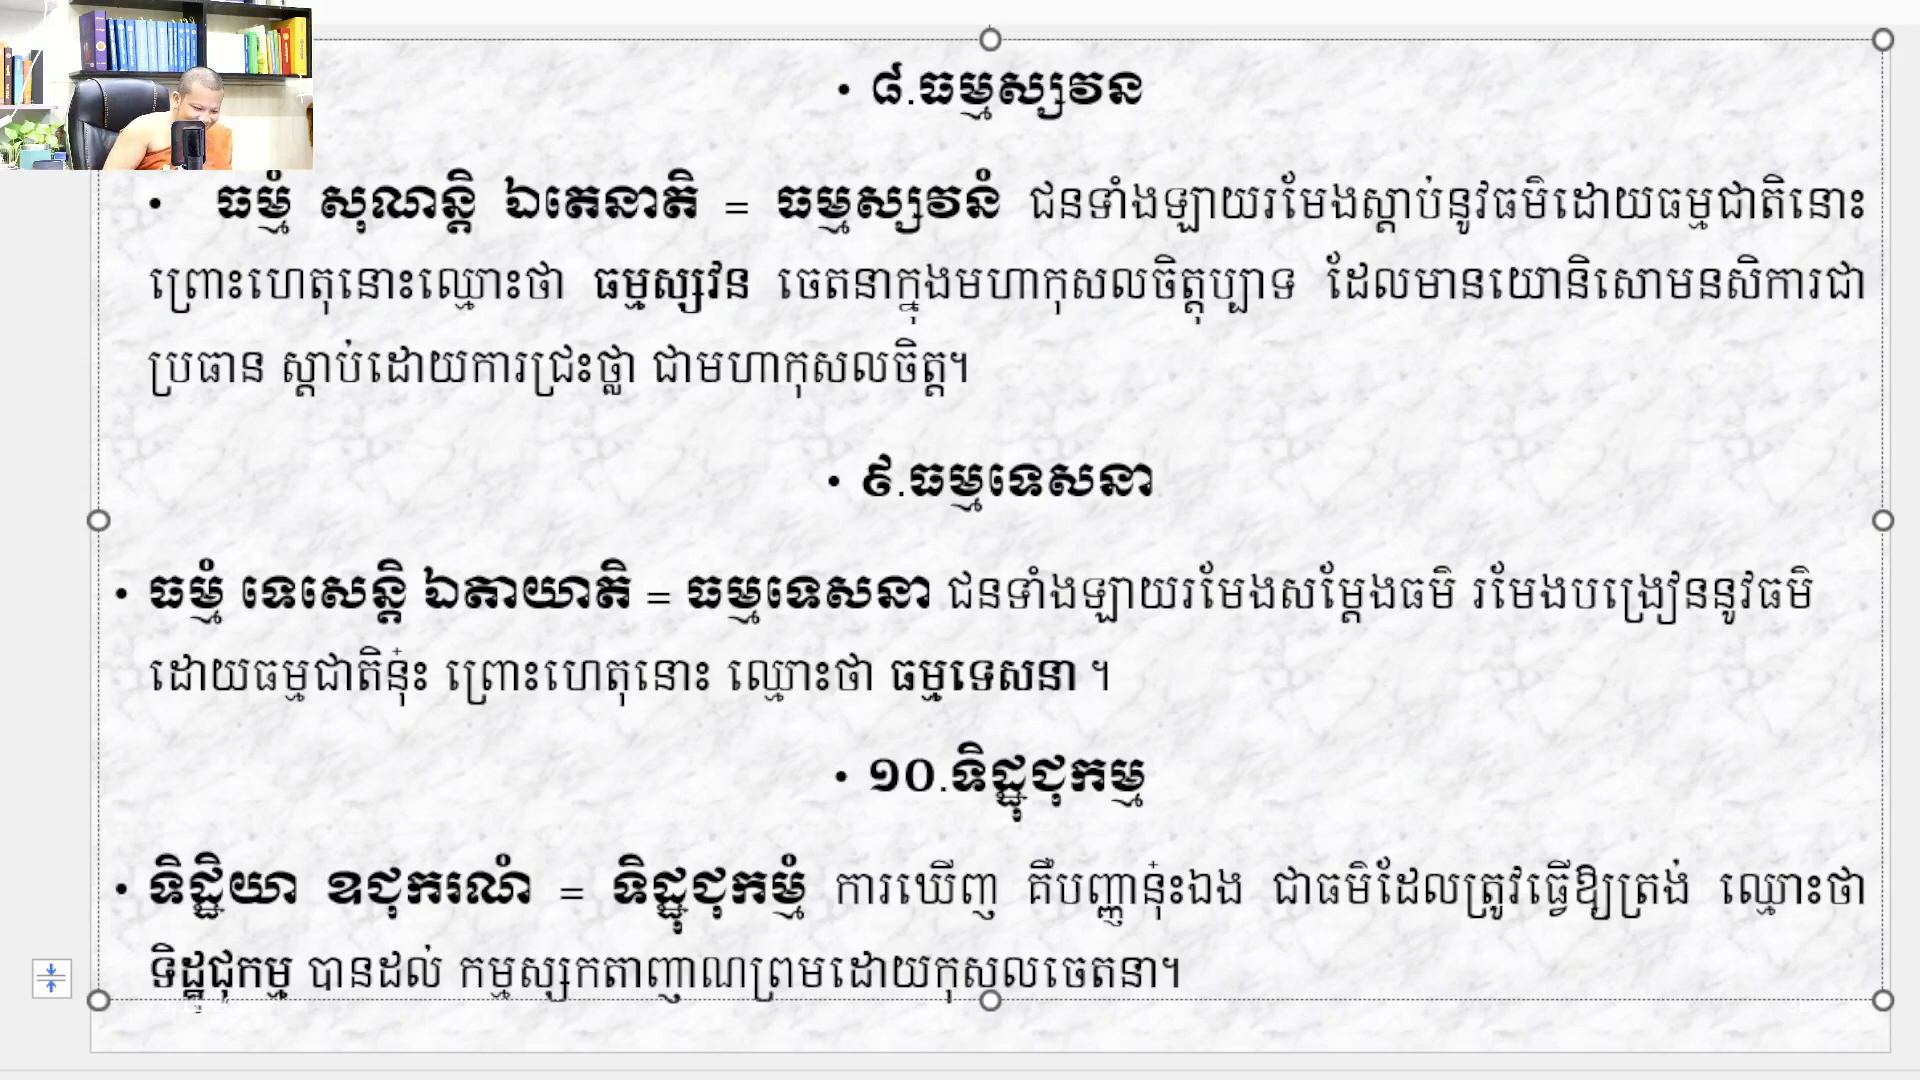 • ៨.ធម្មស្សវន
• ធម្មំ សុណន្តិ ឯតេនាតិ = ធម្មស្សវនំ ជនទាំងឡាយរមែងស្តាប់នូវធម៌ដោយធម្មជាតិនោះ
ព្រោះហេតុនោះឈ្មោះថា ធម្មស្សវន ចេតនាក្នុងមហាកុសលចិត្តុប្បាទ ដែលមានយោនិសោមនសិការជា
ប្រធាន ស្តាប់ដោយការជ្រះថ្លា ជាមហាកុសលចិត្ត។
• ៩.ធម្មទេសនា
• ធម្មំ ទេសេន្តិ ឯតាយាតិ = ធម្មទេសនា ជនទាំងឡាយរមែងសម្តែងធម៌ រមែងបង្រៀននូវធម៌
ដោយធម្មជាតិនុ៎ះ ព្រោះហេតុនោះ ឈ្មោះថា ធម្មទេសនា ។
• ១០.ទិដ្ឋុជុកម្ម
• ទិដ្ឋិយា ឧជុករណំ = ទិដ្ឋុជុកម្មំ ការឃើញ គឺបញ្ញានុ៎ះឯង ជាធម៌ដែលត្រូវធ្វើឱ្យត្រង់ ឈ្មោះថា
ទិដ្ឋុជុកម្ម បានដល់ កម្មស្សកតាញាណព្រមដោយកុសលចេតនា។